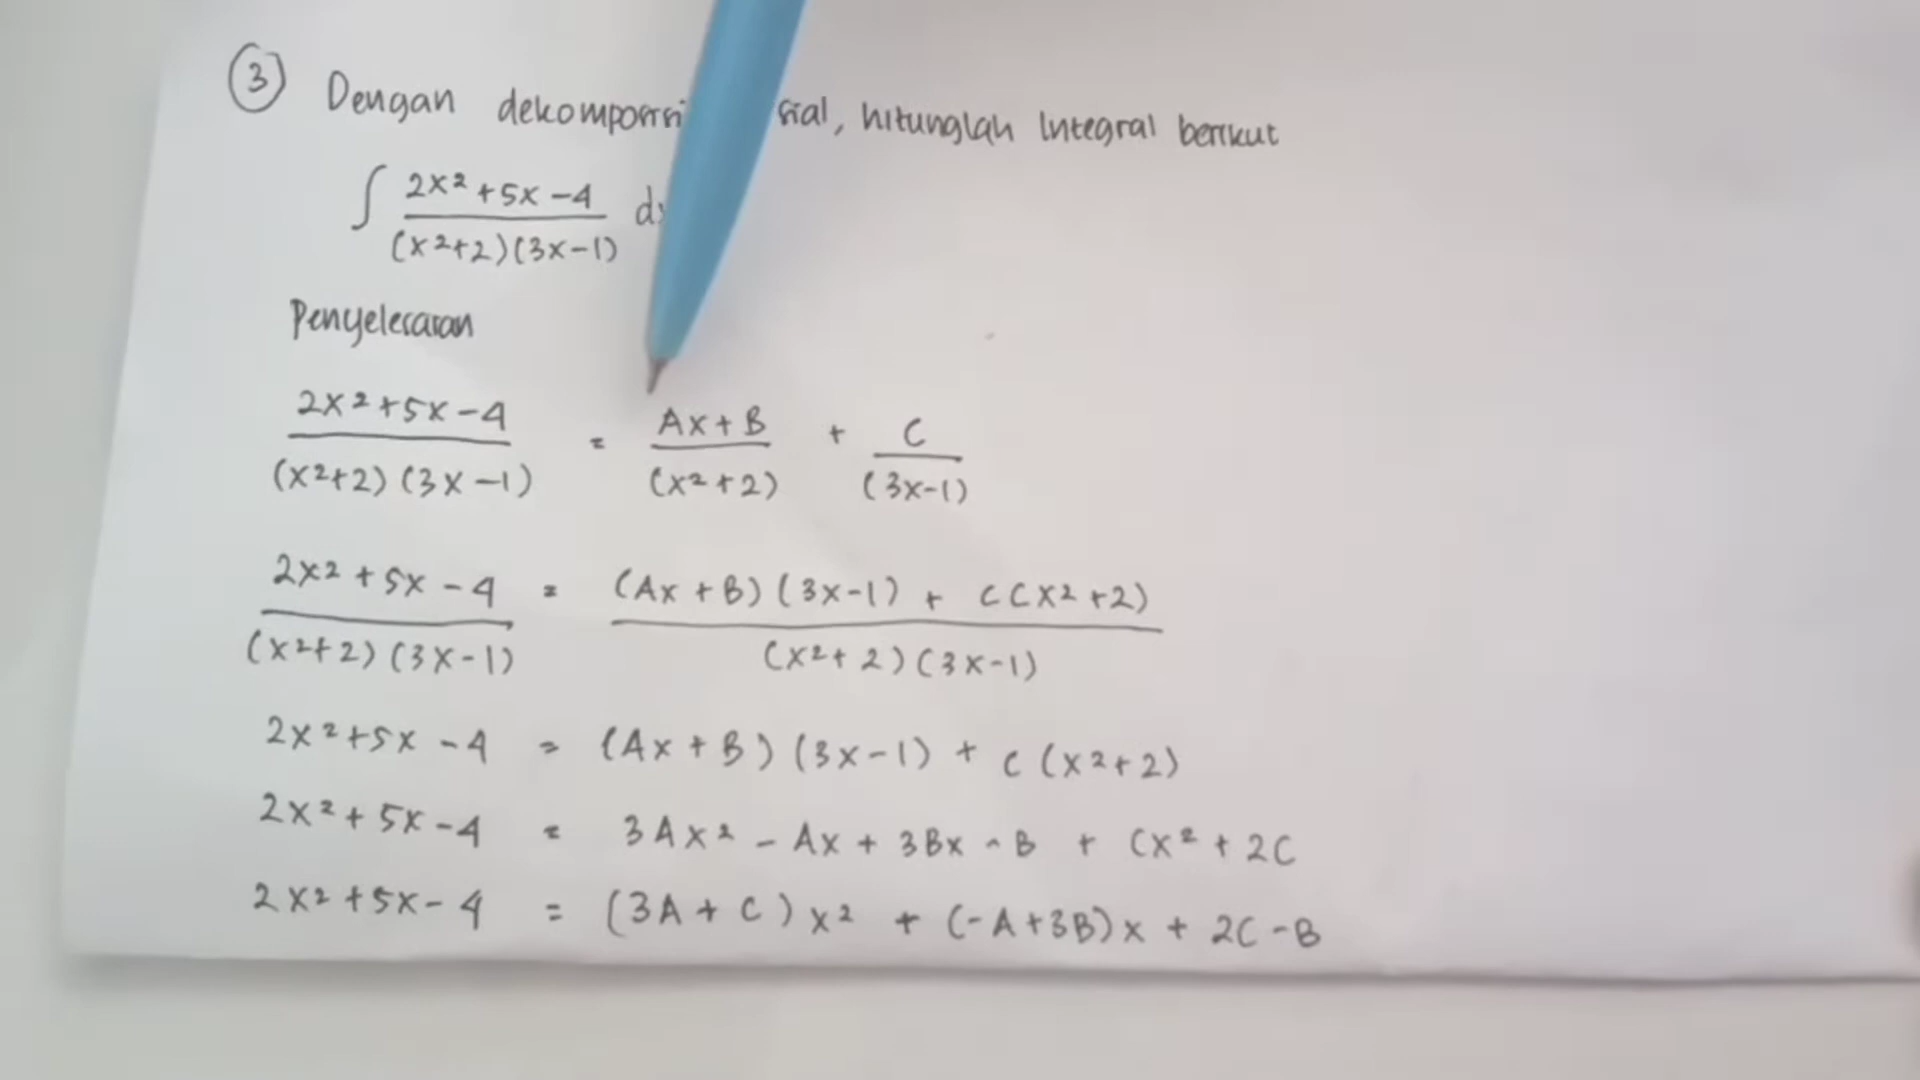 3 Dengan dekomposisi sial, hitunglah Integral berikut
∫ (2x² + 5x - 4) / ((x²+2)(3x-1))
Penyelesaian
(2x² + 5x - 4) / ((x²+2)(3x-1)) = (Ax + B) / (x²+2) + C / (3x-1)
(2x² + 5x - 4) / ((x²+2)(3x-1)) = ((Ax + B)(3x-1) + C(x²+2)) / ((x²+2)(3x-1))
2x² + 5x - 4 = (Ax + B)(3x-1) + C(x²+2)
2x² + 5x - 4 = 3Ax² - Ax + 3Bx - B + Cx² + 2C
2x² + 5x - 4 = (3A + C)x² + (-A+3B)x + 2C - B